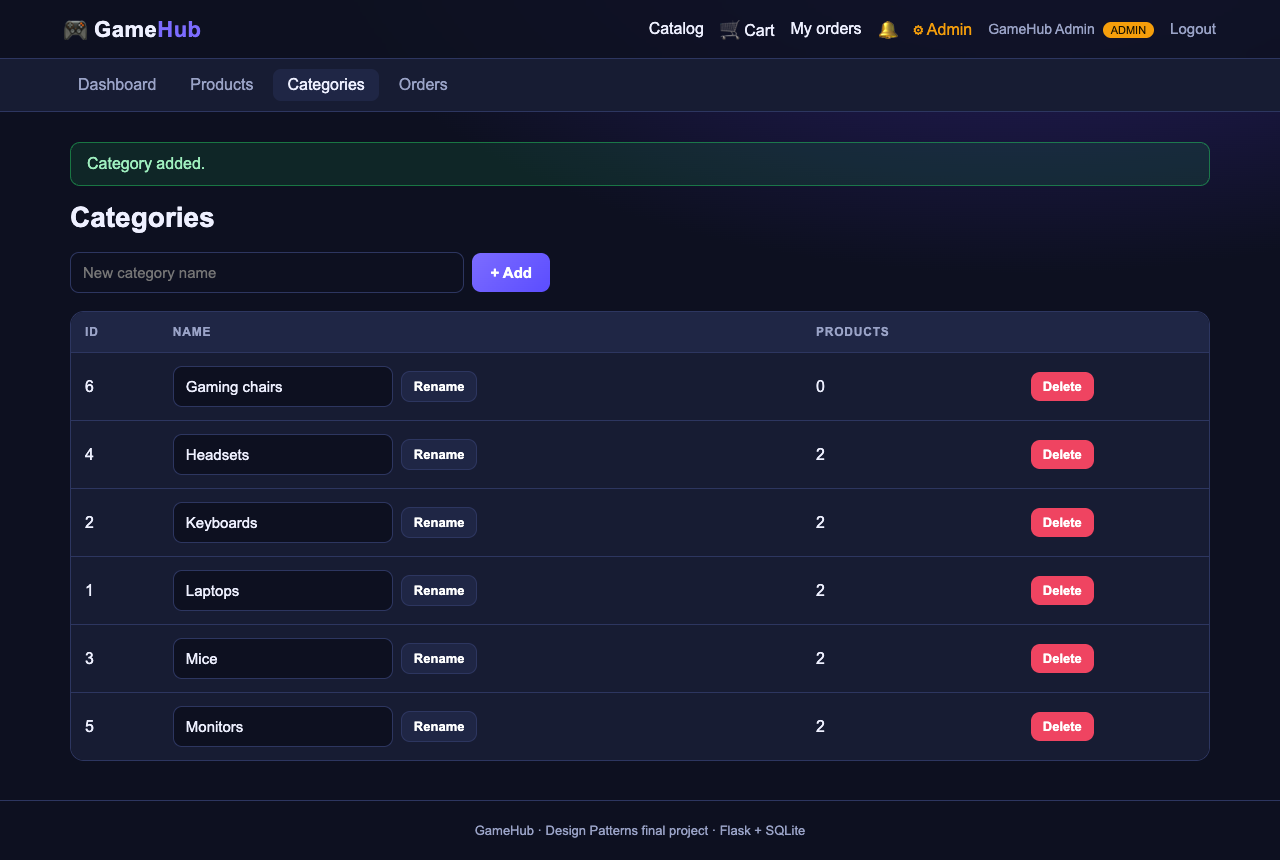 🎮 GameHub
Catalog 🛒 Cart My orders 🔔 ⚙ Admin GameHub Admin ADMIN Logout
Dashboard Products Categories Orders
Category added.
Categories
New category name + Add
ID NAME PRODUCTS
6 Gaming chairs Rename 0 Delete
4 Headsets Rename 2 Delete
2 Keyboards Rename 2 Delete
1 Laptops Rename 2 Delete
3 Mice Rename 2 Delete
5 Monitors Rename 2 Delete
GameHub · Design Patterns final project · Flask + SQLite